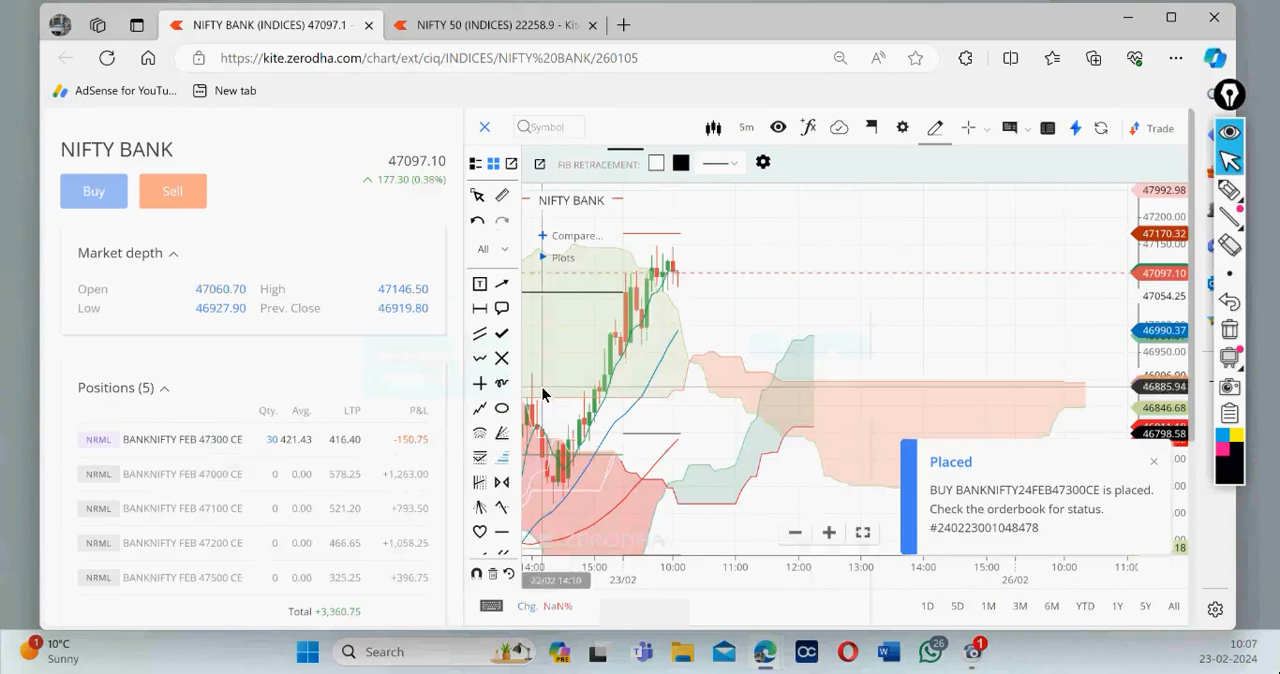 NIFTY BANK (INDICES) 47097.1 -
NIFTY 50 (INDICES) 22258.9 - Kit
https://kite.zerodha.com/chart/ext/ciq/INDICES/NIFTY%20BANK/260105
AdSense for YouTu...
New tab
NIFTY BANK
47097.10
177.30 (0.38%)
Buy
Sell
Market depth
Open 47060.70 High 47146.50
Low 46927.90 Prev. Close 46919.80
Positions (5)
Qty. Avg. LTP P&L
NRML BANKNIFTY FEB 47300 CE 30 421.43 416.40 -150.75
NRML BANKNIFTY FEB 47000 CE 0 0.00 578.25 +1,263.00
NRML BANKNIFTY FEB 47100 CE 0 0.00 521.20 +793.50
NRML BANKNIFTY FEB 47200 CE 0 0.00 466.65 +1,058.25
NRML BANKNIFTY FEB 47500 CE 0 0.00 325.25 +396.75
Total +3,360.75
Symbol
5m
Trade
FIB RETRACEMENT:
All
NIFTY BANK
Compare...
Plots
47992.98
47200.00
47170.32
47150.00
47097.10
47054.25
46990.37
46950.00
46885.94
46846.68
46798.58
18
ZERODHA
Placed
BUY BANKNIFTY24FEB47300CE is placed.
Check the orderbook for status.
#240223001048478
14:00 15:00 10:00 11:00 12:00 13:00 14:00 15:00 10:00 11:0
22/02 14:10 23/02 26/02
Chg. NaN%
1D 5D 1M 3M 6M YTD 1Y 5Y All
1
10°C
Sunny
Search
PRE
OC
26
1
10:07
23-02-2024